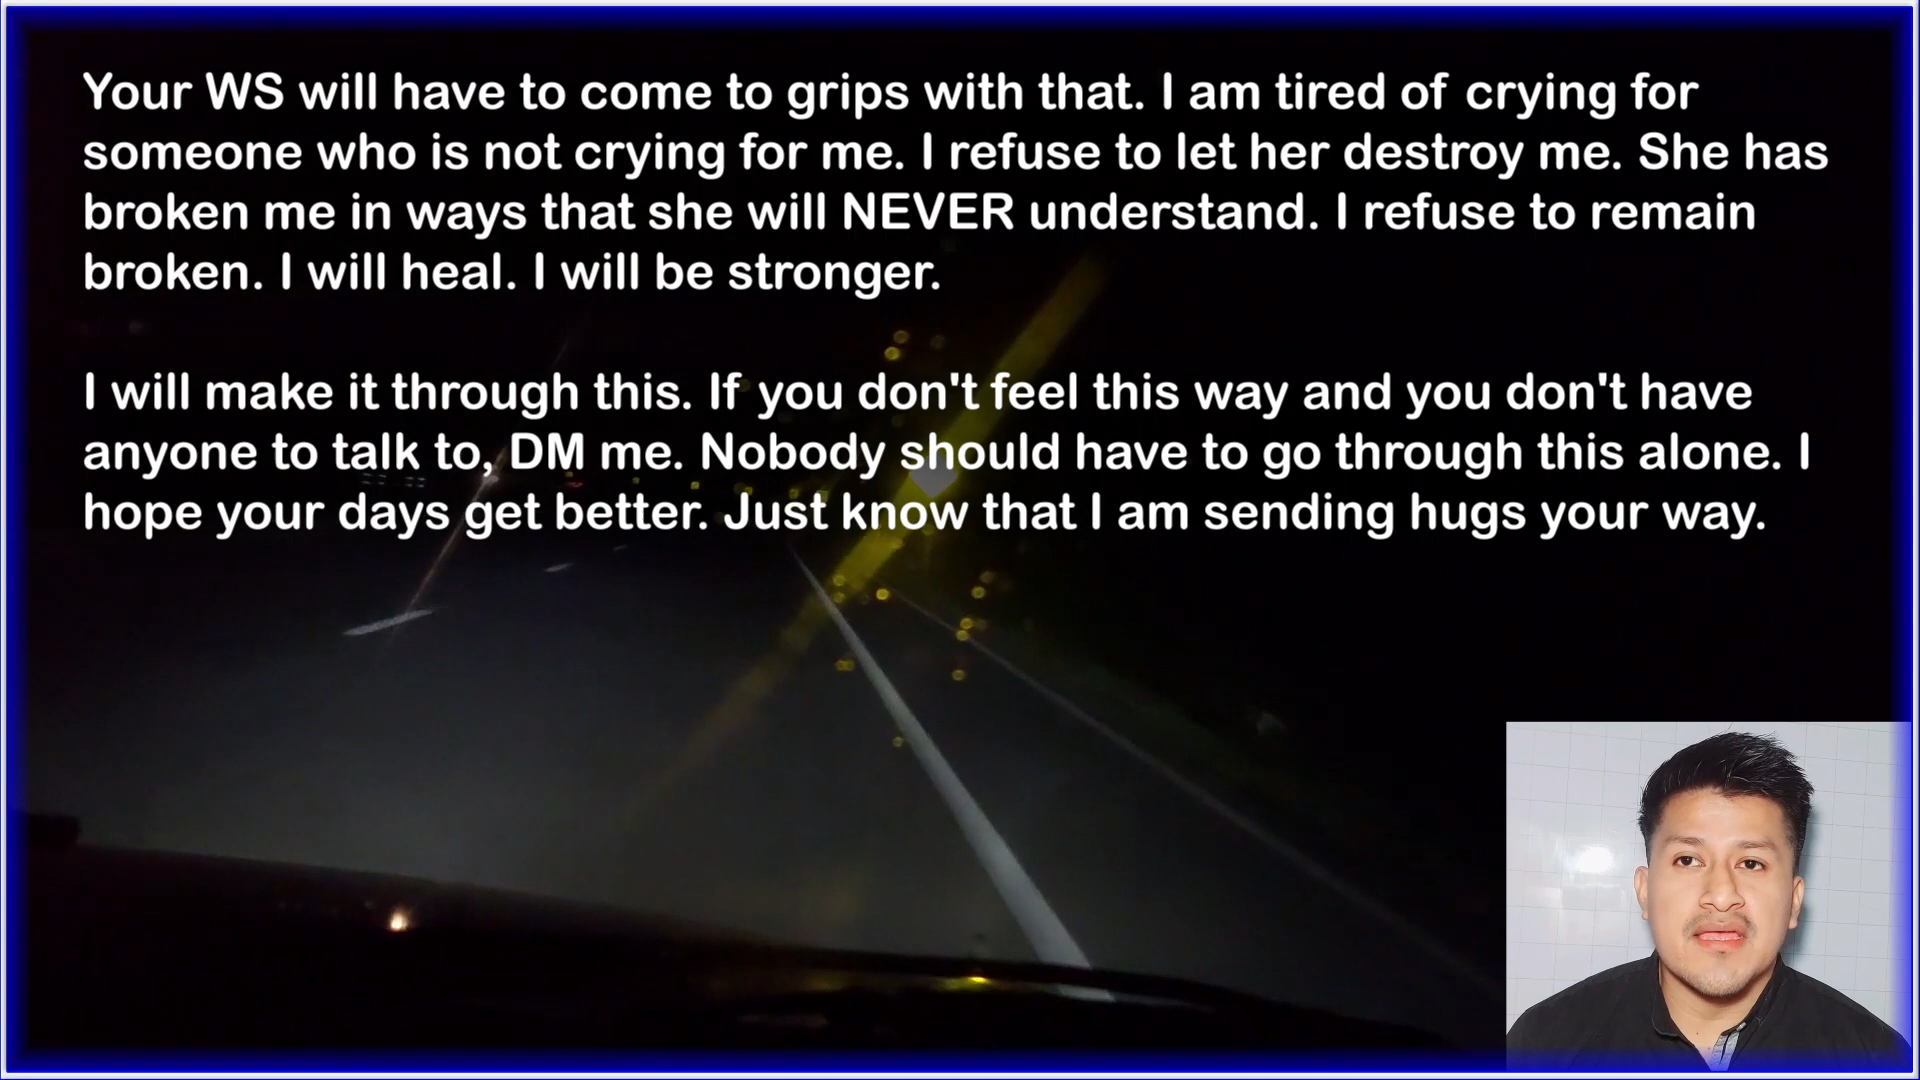 Your WS will have to come to grips with that. I am tired of crying for
someone who is not crying for me. I refuse to let her destroy me. She has
broken me in ways that she will NEVER understand. I refuse to remain
broken. I will heal. I will be stronger.
I will make it through this. If you don't feel this way and you don't have
anyone to talk to, DM me. Nobody should have to go through this alone. I
hope your days get better. Just know that I am sending hugs your way.